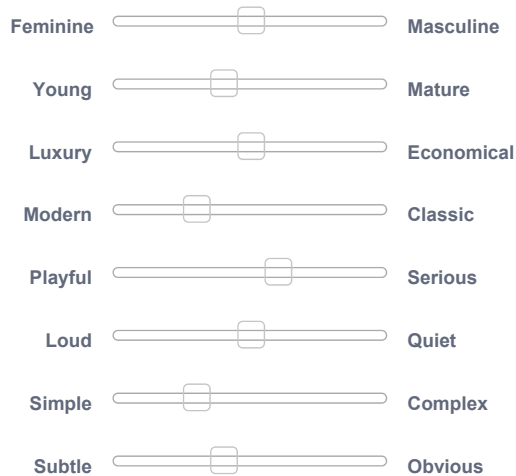 Feminine Masculine
Young Mature
Luxury Economical
Modern Classic
Playful Serious
Loud Quiet
Simple Complex
Subtle Obvious